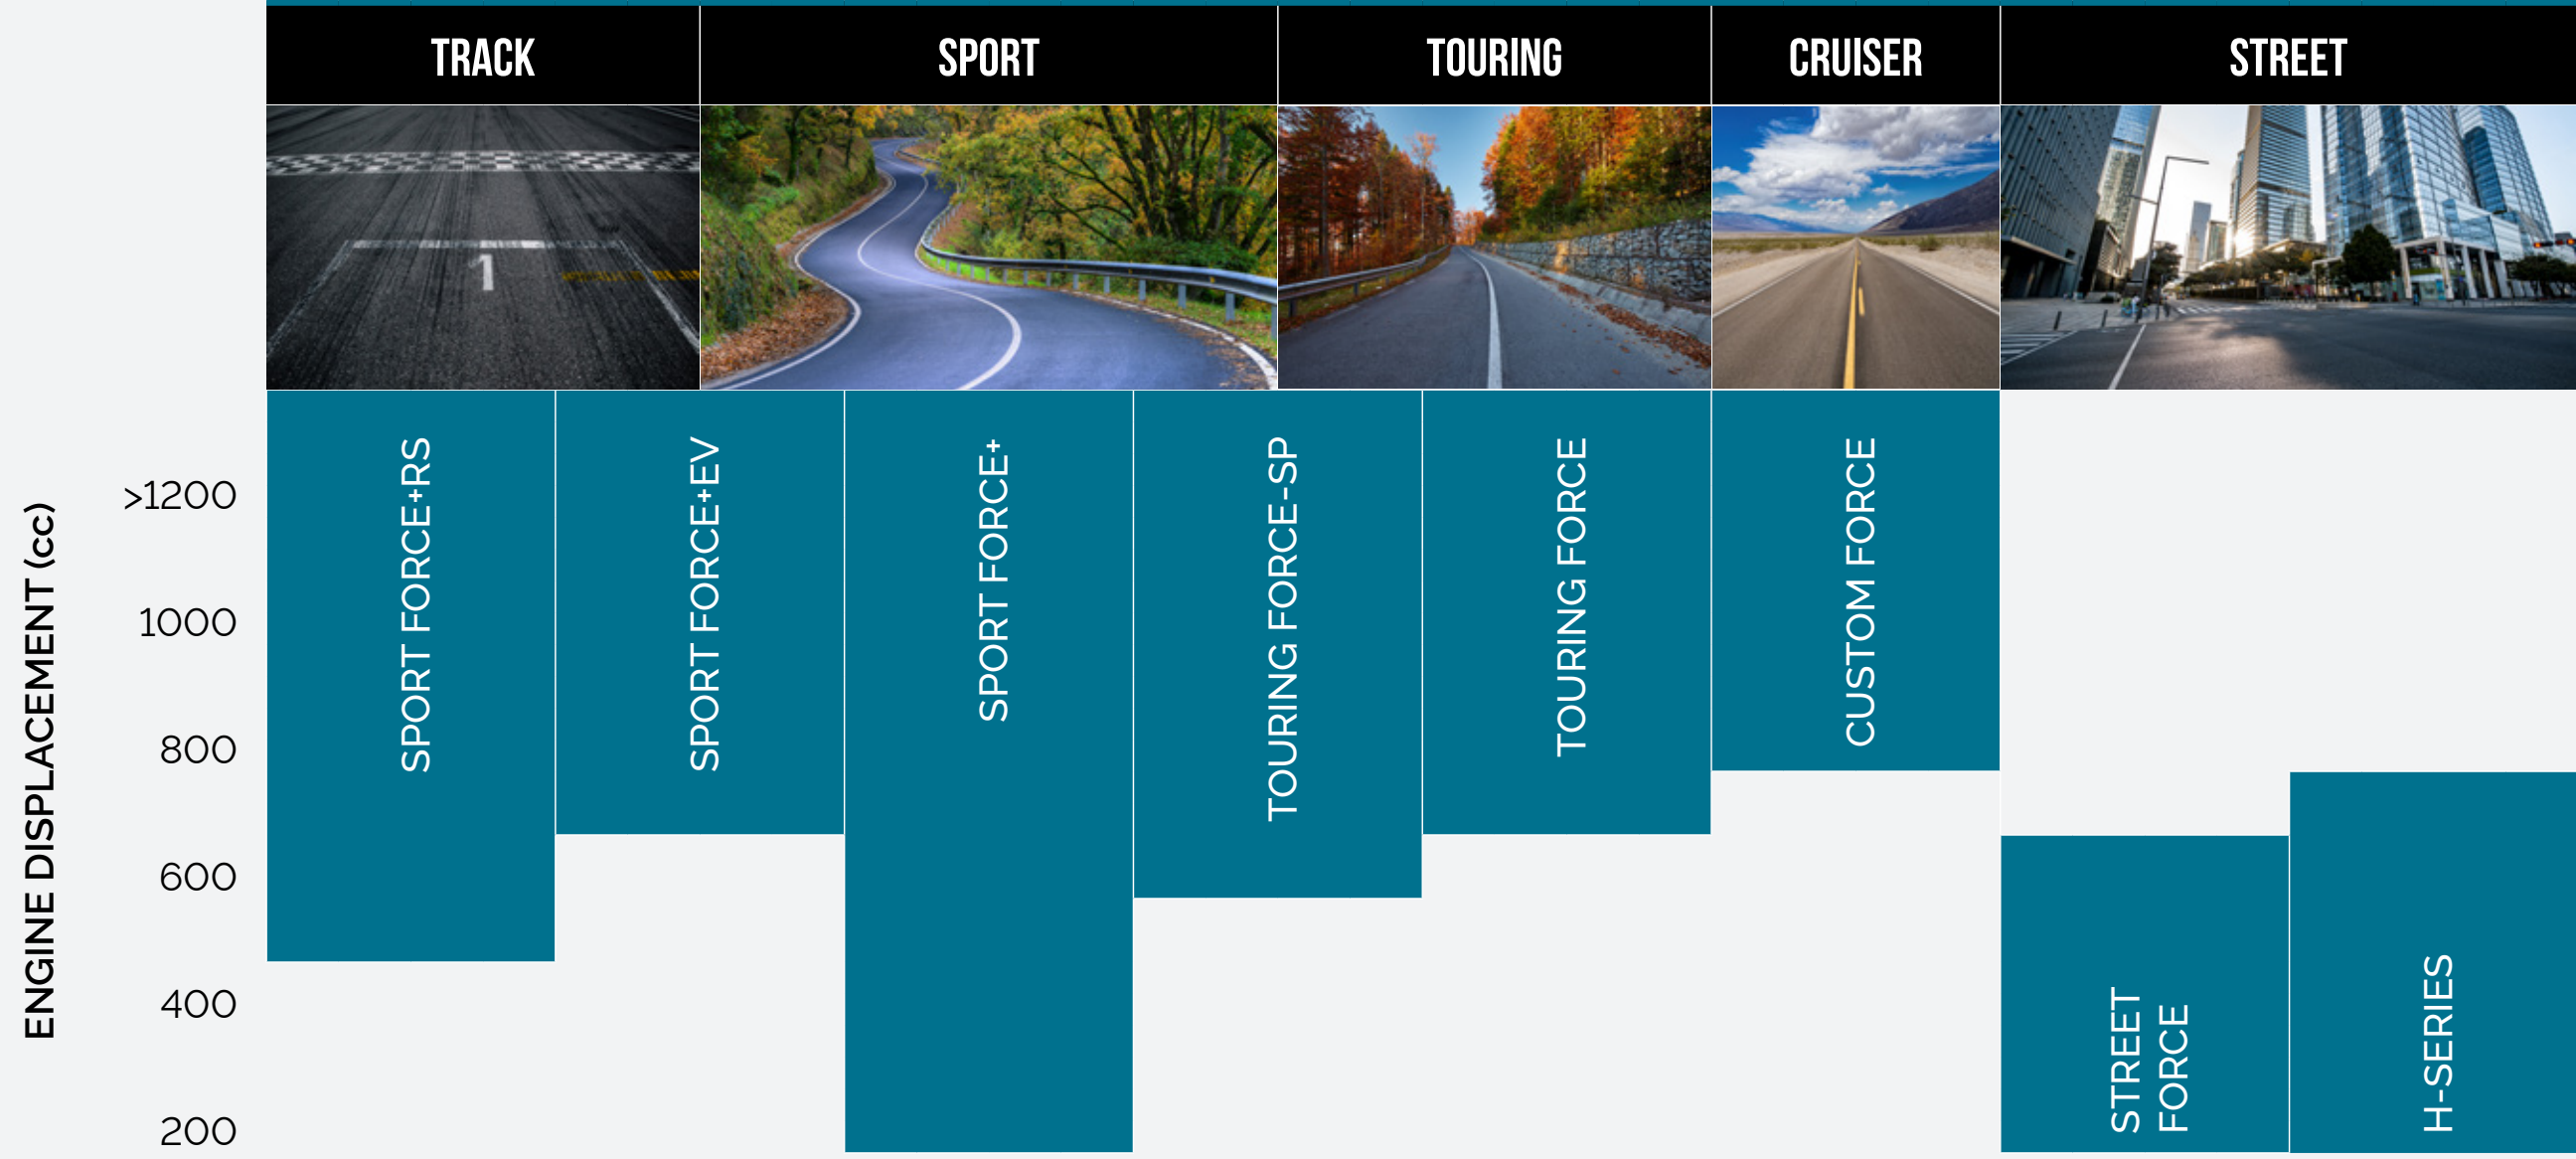 TRACK
SPORT
TOURING
CRUISER
STREET
1
ENGINE DISPLACEMENT (cc)
>1200
1000
800
600
400
200
SPORT FORCE+RS
SPORT FORCE+EV
SPORT FORCE+
TOURING FORCE-SP
TOURING FORCE
CUSTOM FORCE
STREET
FORCE
H-SERIES